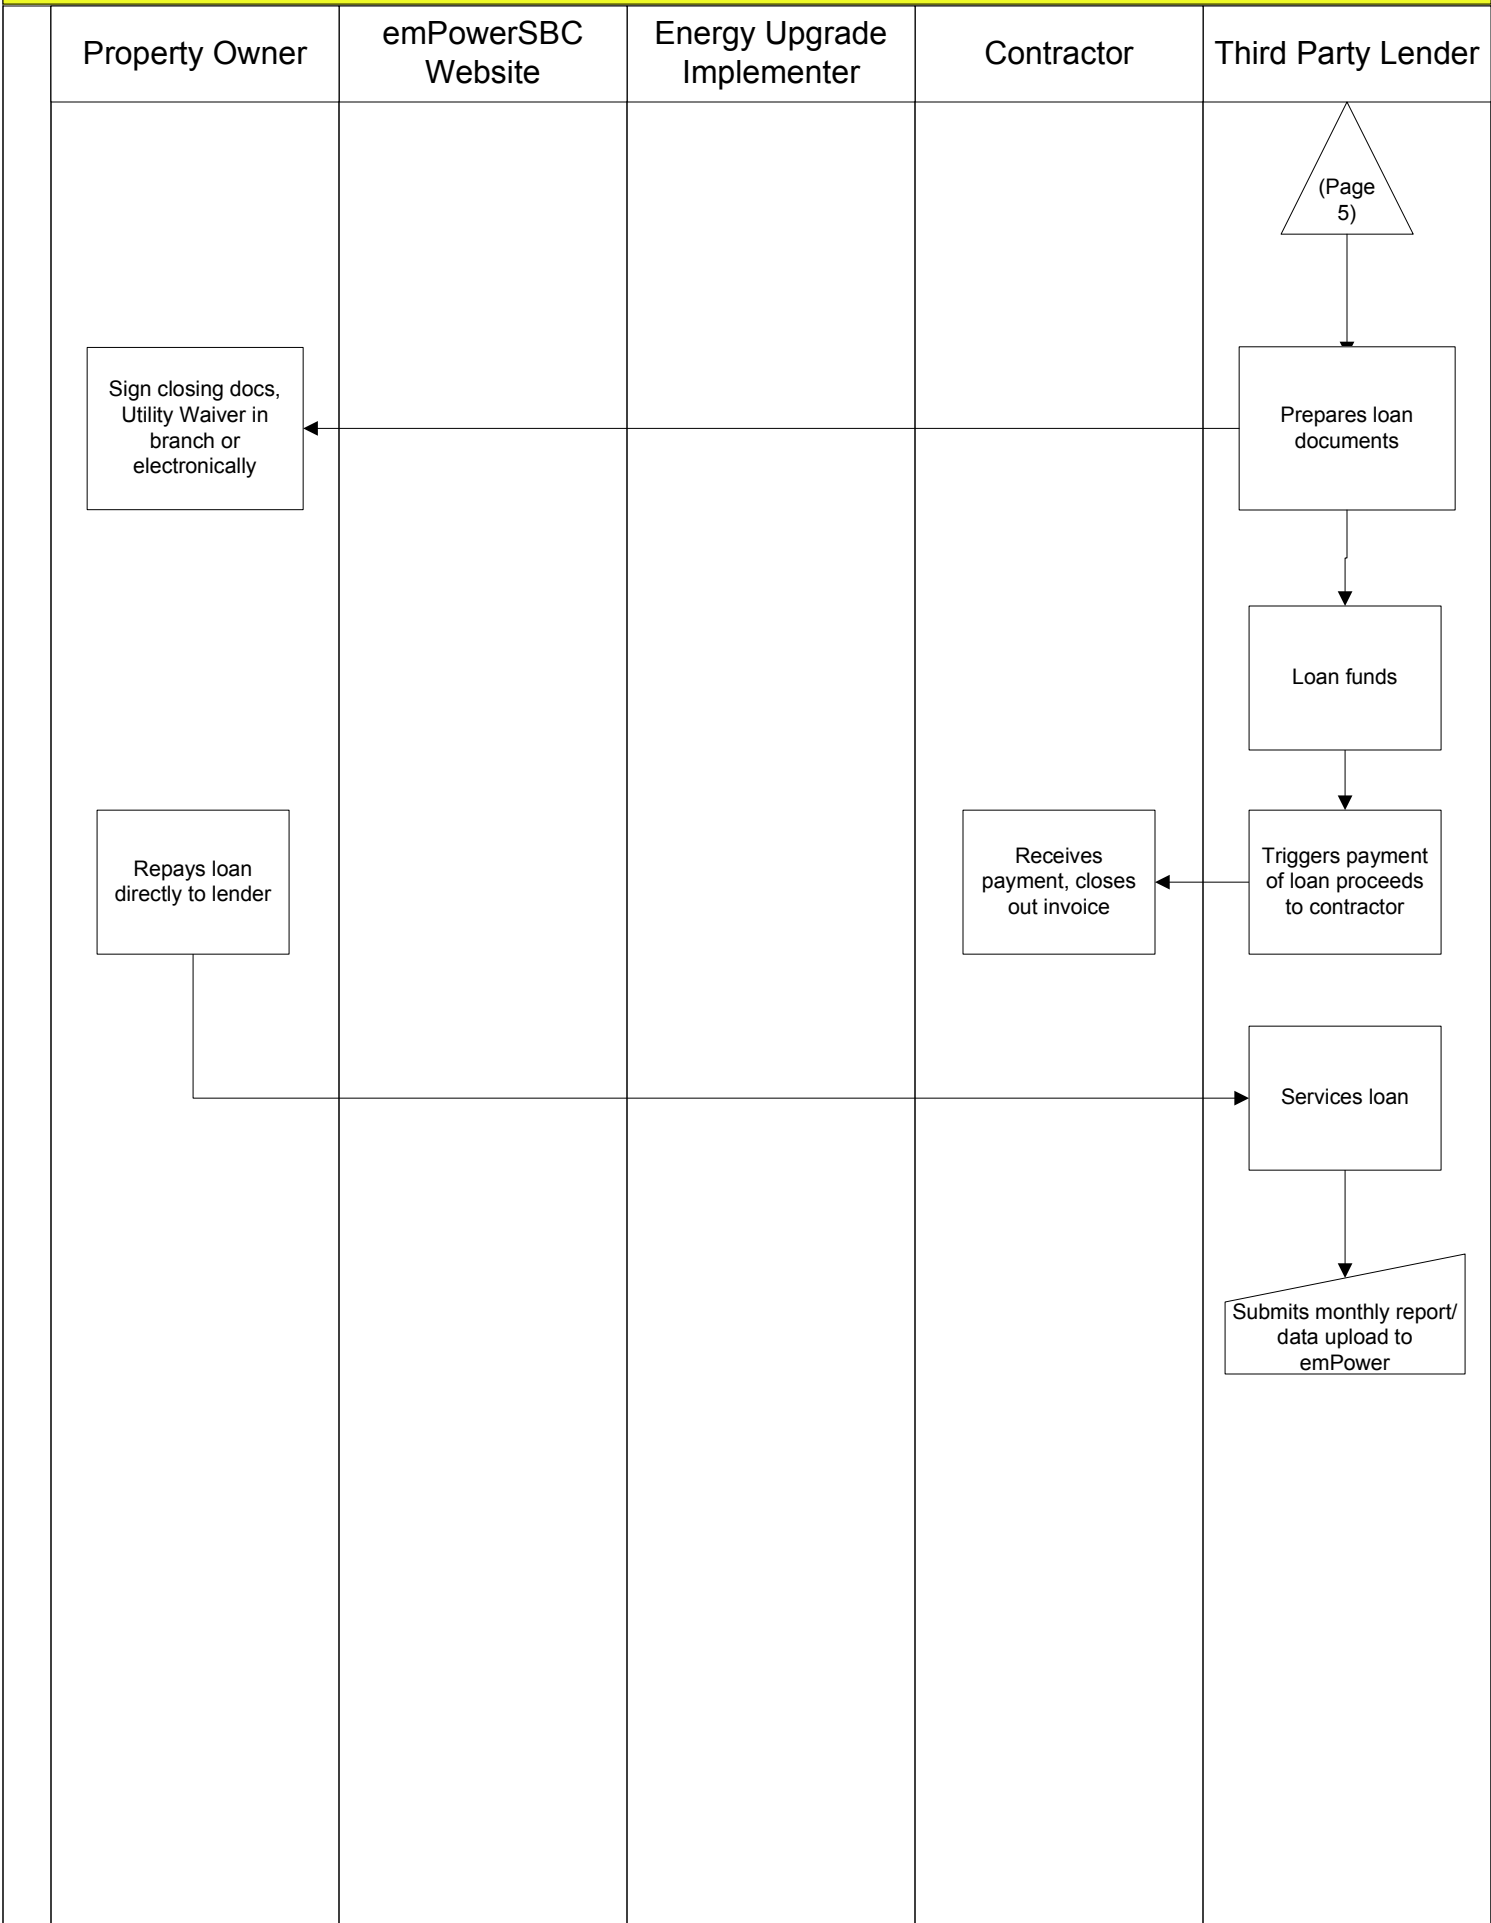 Property Owner
emPowerSBC
Website
Energy Upgrade
Implementer
Contractor
Third Party Lender
(Page
5)
Sign closing docs,
Utility Waiver in
branch or
electronically
Prepares loan
documents
Loan funds
Repays loan
directly to lender
Receives
payment, closes
out invoice
Triggers payment
of loan proceeds
to contractor
Services loan
Submits monthly report/
data upload to
emPower